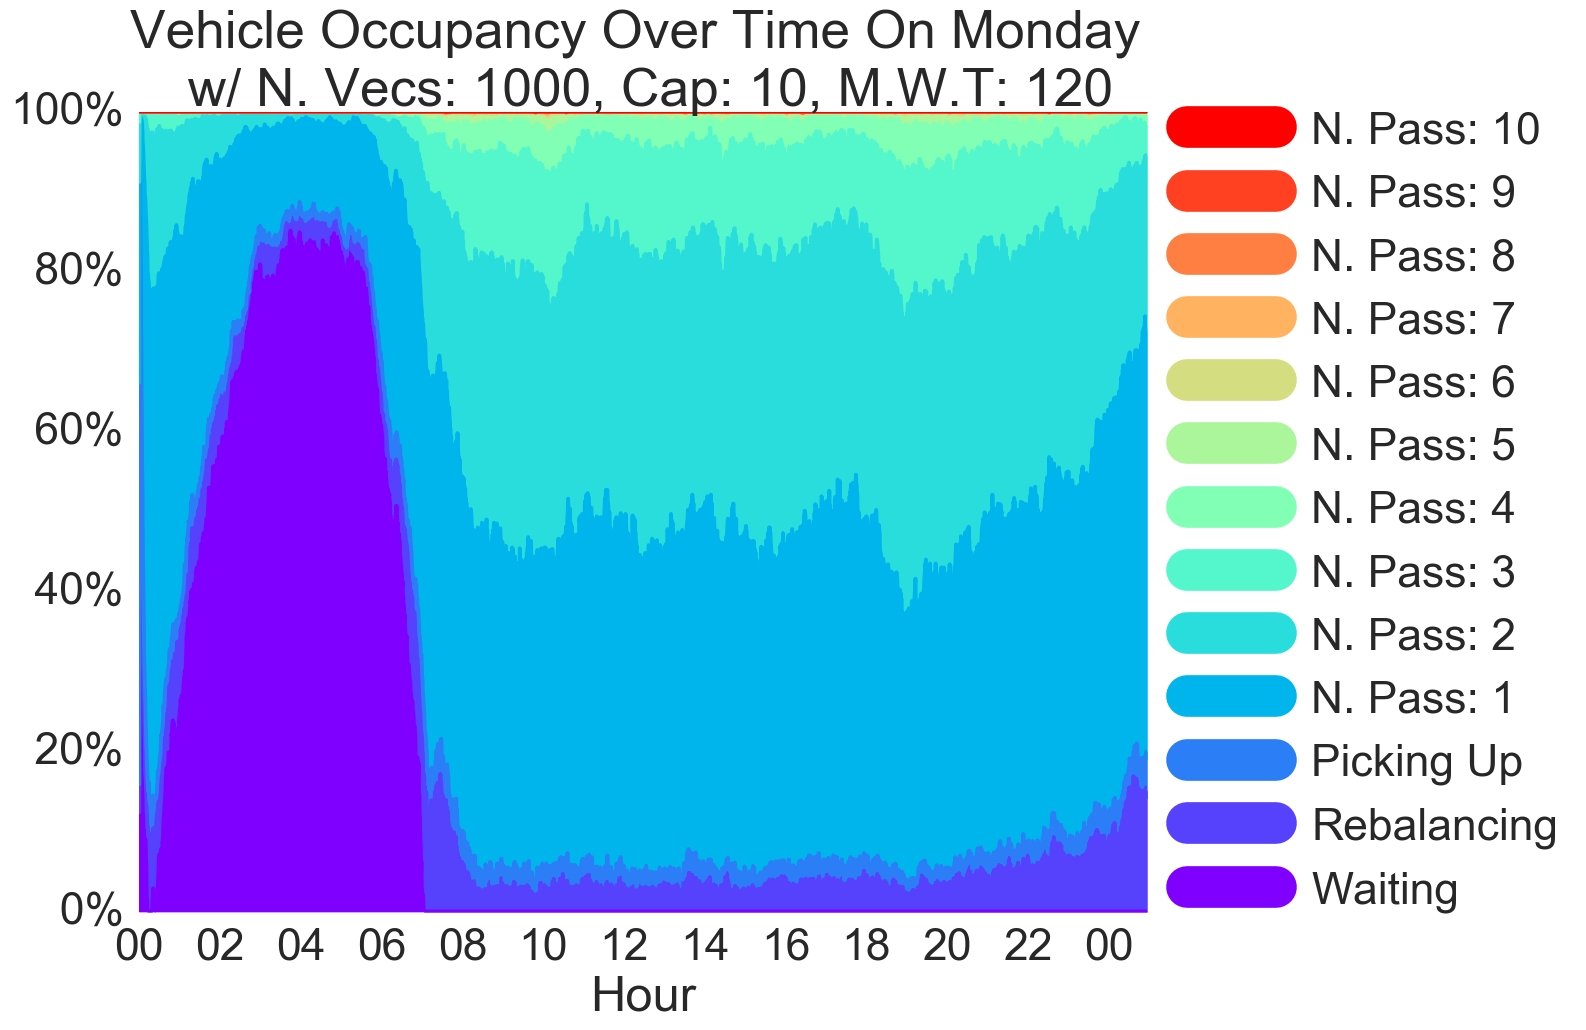 Vehicle Occupancy Over Time On Monday
w/ N. Vecs: 1000, Cap: 10, M.W.T: 120
100%
80%
60%
40%
20%
0%
00 02 04 06 08 10 12 14 16 18 20 22 00
Hour
N. Pass: 10
N. Pass: 9
N. Pass: 8
N. Pass: 7
N. Pass: 6
N. Pass: 5
N. Pass: 4
N. Pass: 3
N. Pass: 2
N. Pass: 1
Picking Up
Rebalancing
Waiting